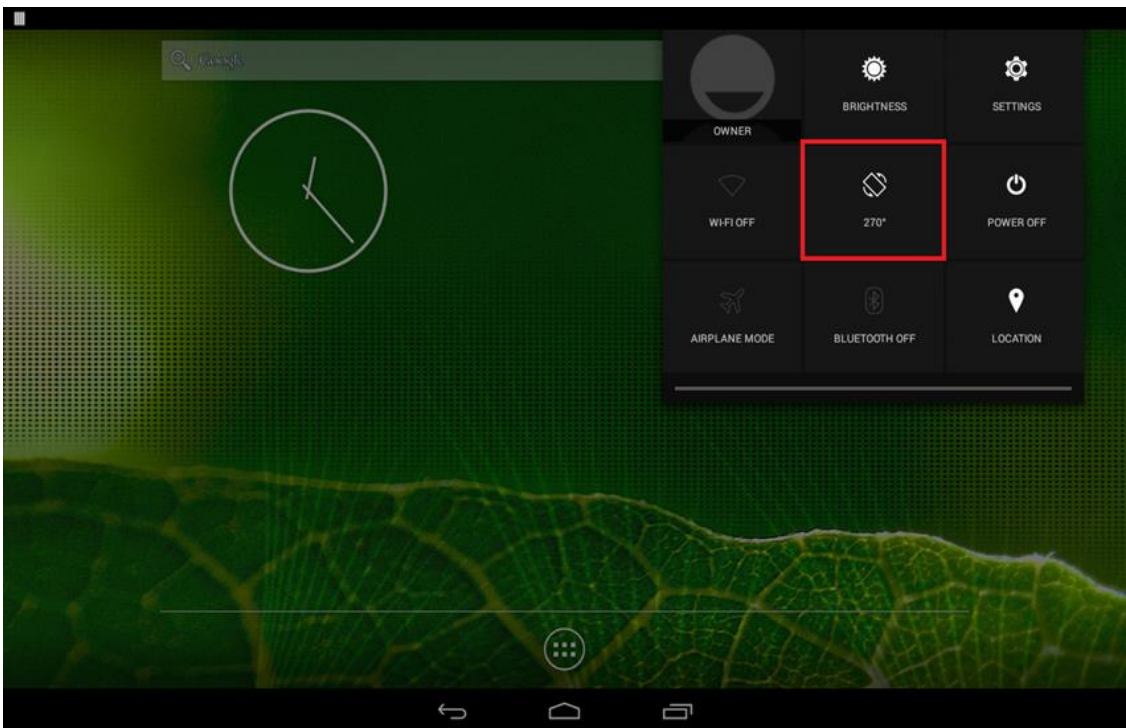 Google
OWNER
BRIGHTNESS
SETTINGS
WI-FI OFF
270°
POWER OFF
AIRPLANE MODE
BLUETOOTH OFF
LOCATION